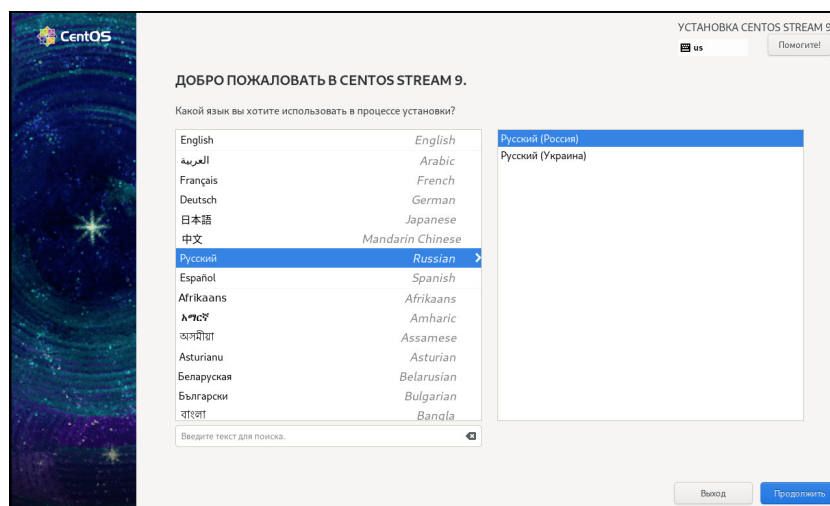 CentOS
УСТАНОВКА CENTOS STREAM 9
us
Помогите!
ДОБРО ПОЖАЛОВАТЬ В CENTOS STREAM 9.
Какой язык вы хотите использовать в процессе установки?
English English
العربية Arabic
Français French
Deutsch German
日本語 Japanese
中文 Mandarin Chinese
Русский Russian
Español Spanish
Afrikaans Afrikaans
አማርኛ Amharic
অসমীয়া Assamese
Asturianu Asturian
Беларуская Belarusian
Български Bulgarian
বাংলা Bangla
Русский (Россия)
Русский (Украина)
Введите текст для поиска.
Выход
Продолжить